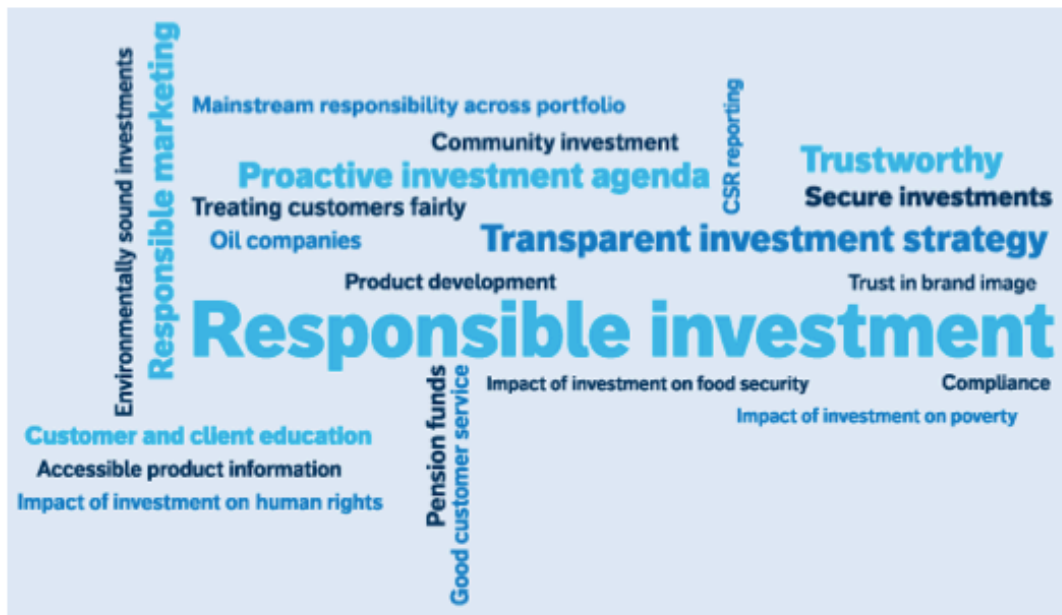 Environmentally sound investments
Responsible marketing
Mainstream responsibility across portfolio
Community investment
CSR reporting
Proactive investment agenda
Trustworthy
Secure investments
Treating customers fairly
Oil companies
Transparent investment strategy
Product development
Trust in brand image
Responsible investment
Impact of investment on food security
Compliance
Impact of investment on poverty
Pension funds
Good customer service
Customer and client education
Accessible product information
Impact of investment on human rights